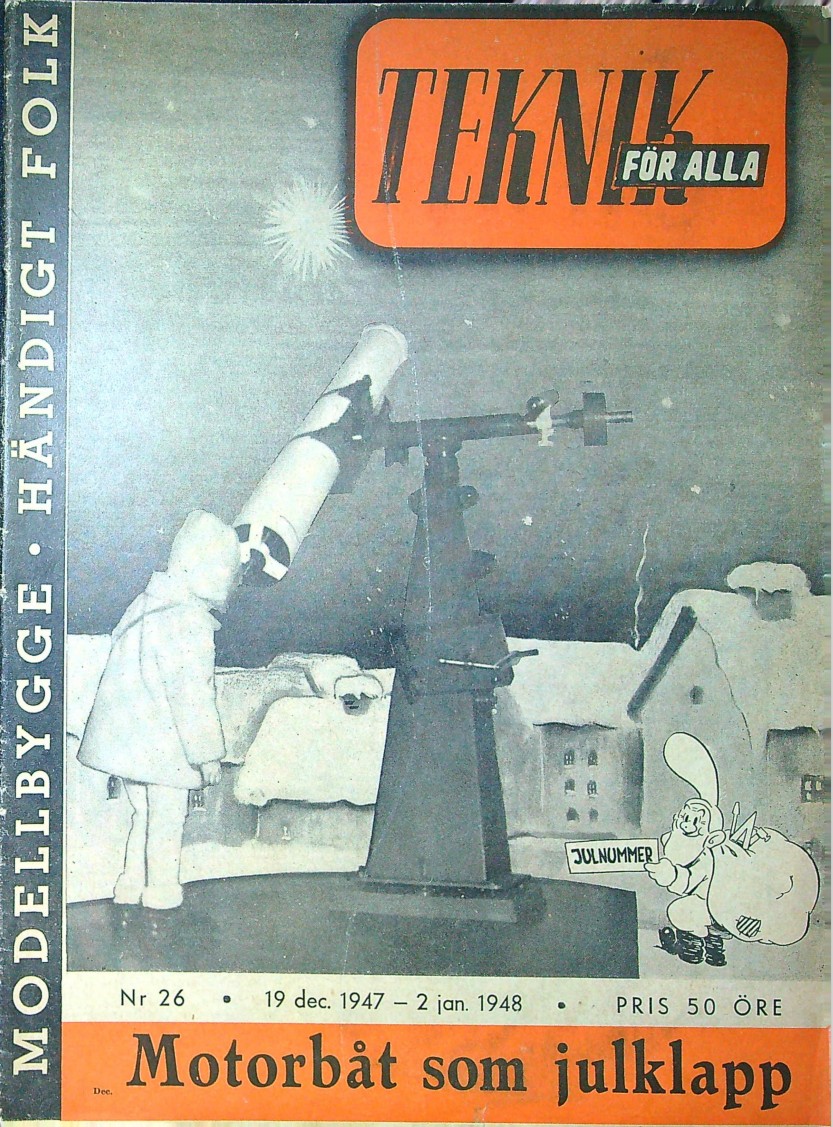 MODELLBYGGE • HÄNDIGT FOLK
TEKNIK
FÖR ALLA
JULNUMMER
Nr 26 • 19 dec. 1947 – 2 jan. 1948 • PRIS 50 ÖRE
Dec.
Motorbåt som julklapp